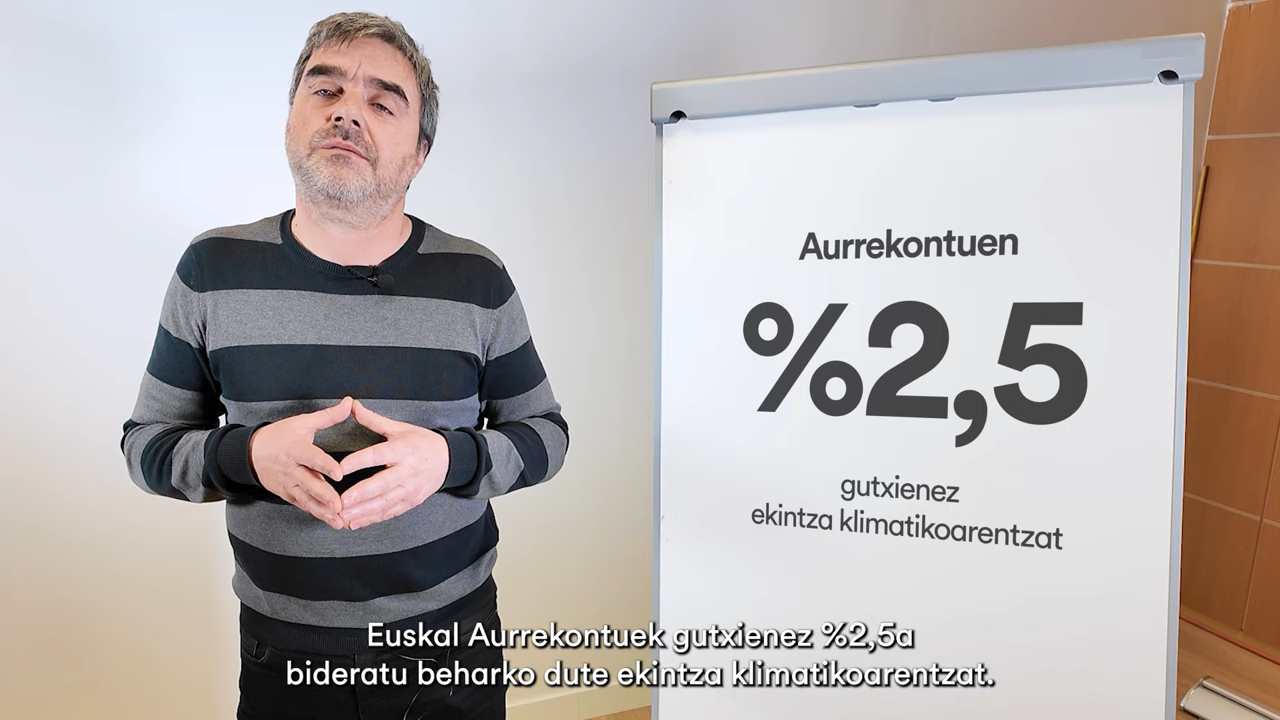 Aurrekontuen
%2,5
gutxienez
ekintza klimatikoarentzat
Euskal Aurrekontuek gutxienez %2,5a
bideratu beharko dute ekintza klimatikoarentzat.